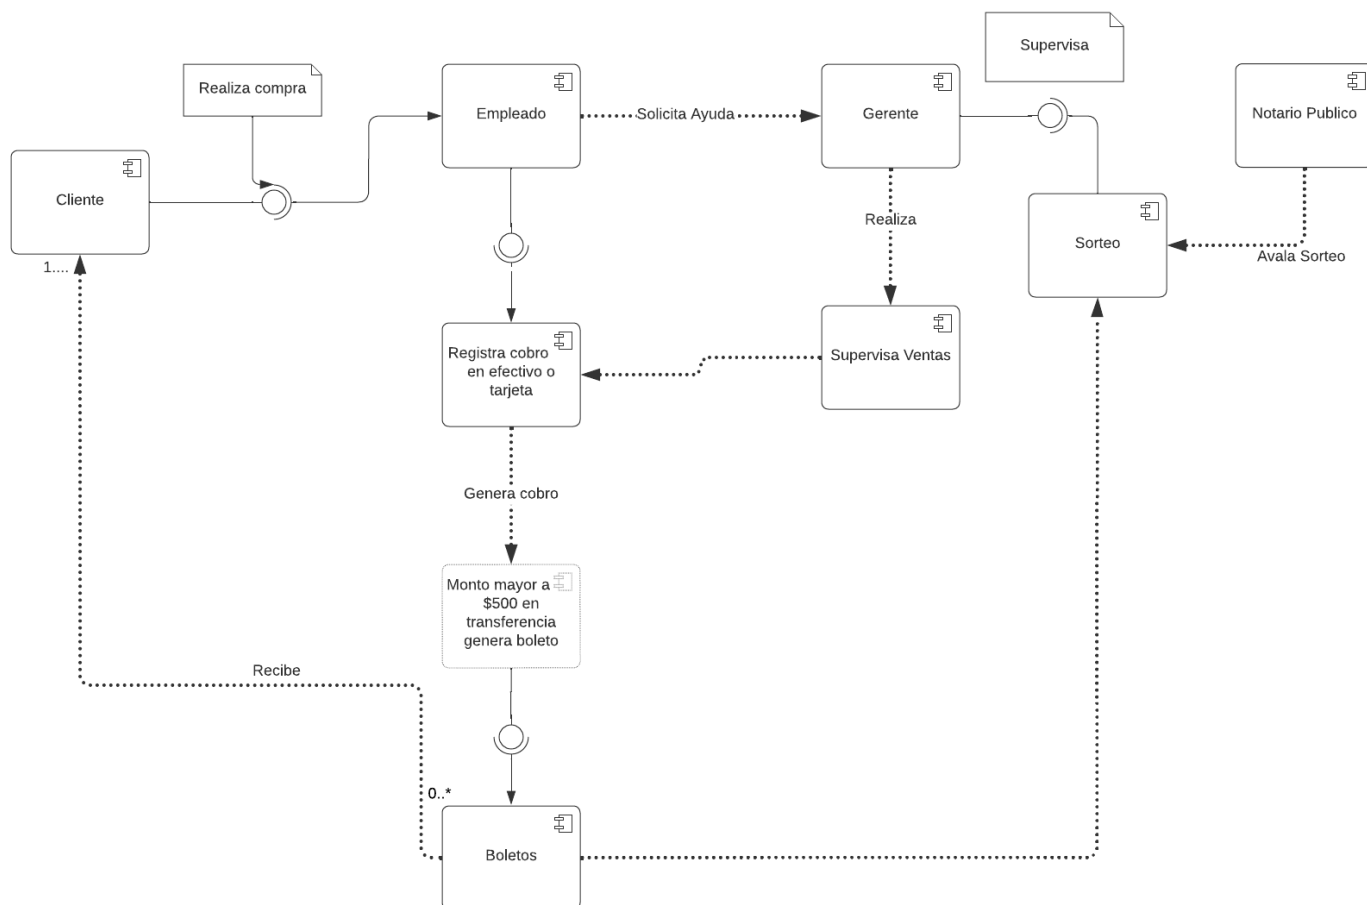 Supervisa
Realiza compra
Empleado
Solicita Ayuda
Gerente
Notario Publico
Cliente
Realiza
Sorteo
Avala Sorteo
1....
Registra cobro
en efectivo o
tarjeta
Supervisa Ventas
Genera cobro
Monto mayor a
$500 en
transferencia
genera boleto
Recibe
0..*
Boletos